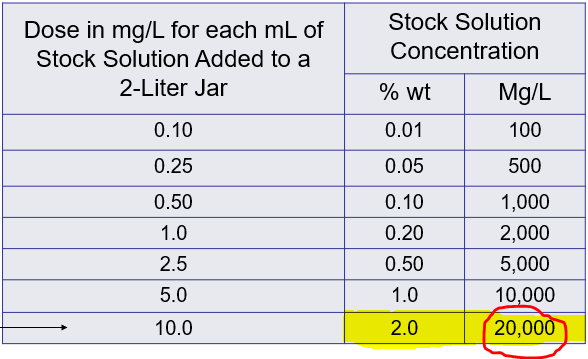 Dose in mg/L for each mL of
Stock Solution Added to a
2-Liter Jar
Stock Solution
Concentration
% wt
Mg/L
0.10 0.01 100
0.25 0.05 500
0.50 0.10 1,000
1.0 0.20 2,000
2.5 0.50 5,000
5.0 1.0 10,000
10.0 2.0 20,000